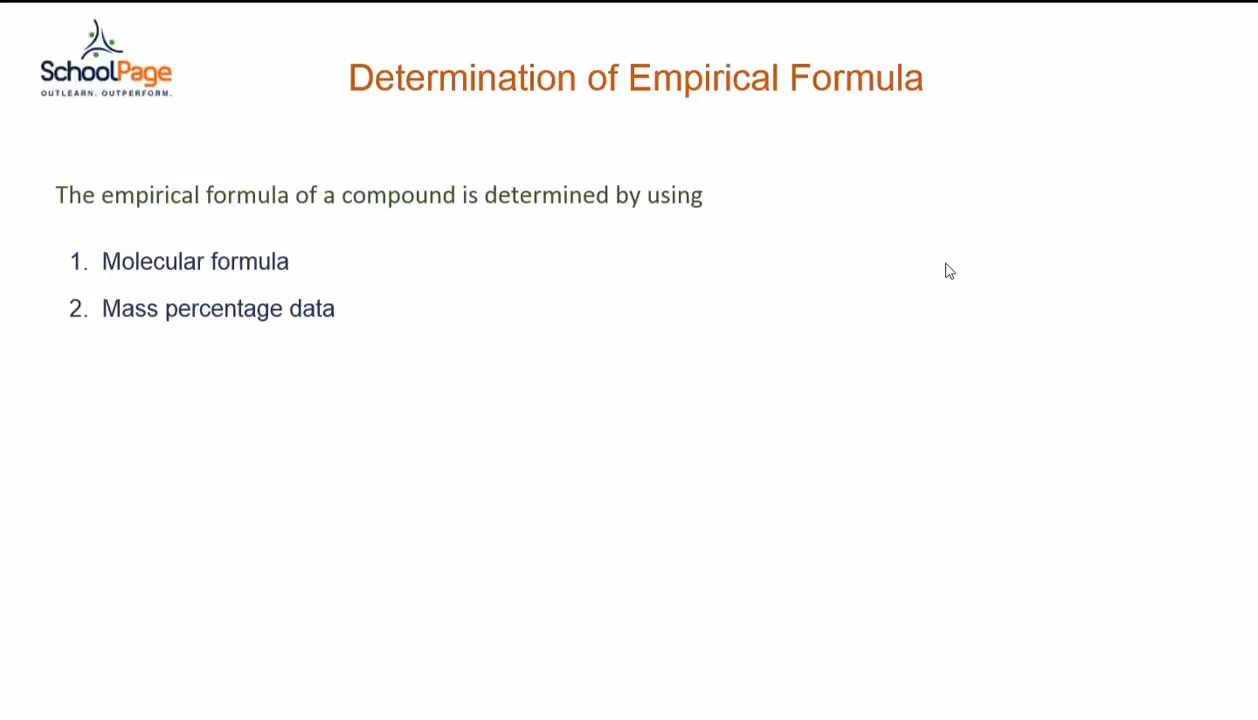 SchoolPage
OUTLEARN. OUTPERFORM.
Determination of Empirical Formula
The empirical formula of a compound is determined by using
1. Molecular formula
2. Mass percentage data